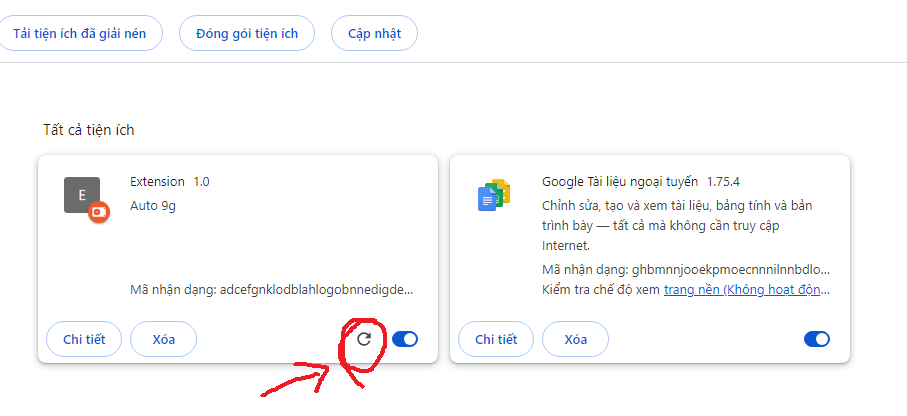 Tải tiện ích đã giải nén
Đóng gói tiện ích
Cập nhật
Tất cả tiện ích
E
Extension 1.0
Auto 9g
Mã nhận dạng: adcefgnklodblahlogobnnedigde...
Chi tiết
Xóa
Google Tài liệu ngoại tuyến 1.75.4
Chỉnh sửa, tạo và xem tài liệu, bảng tính và bản
trình bày — tất cả mà không cần truy cập
Internet.
Mã nhận dạng: ghbmnnjooekpmoecnnnilnnbdlo...
Kiểm tra chế độ xem trang nền (Không hoạt độn...
Chi tiết
Xóa